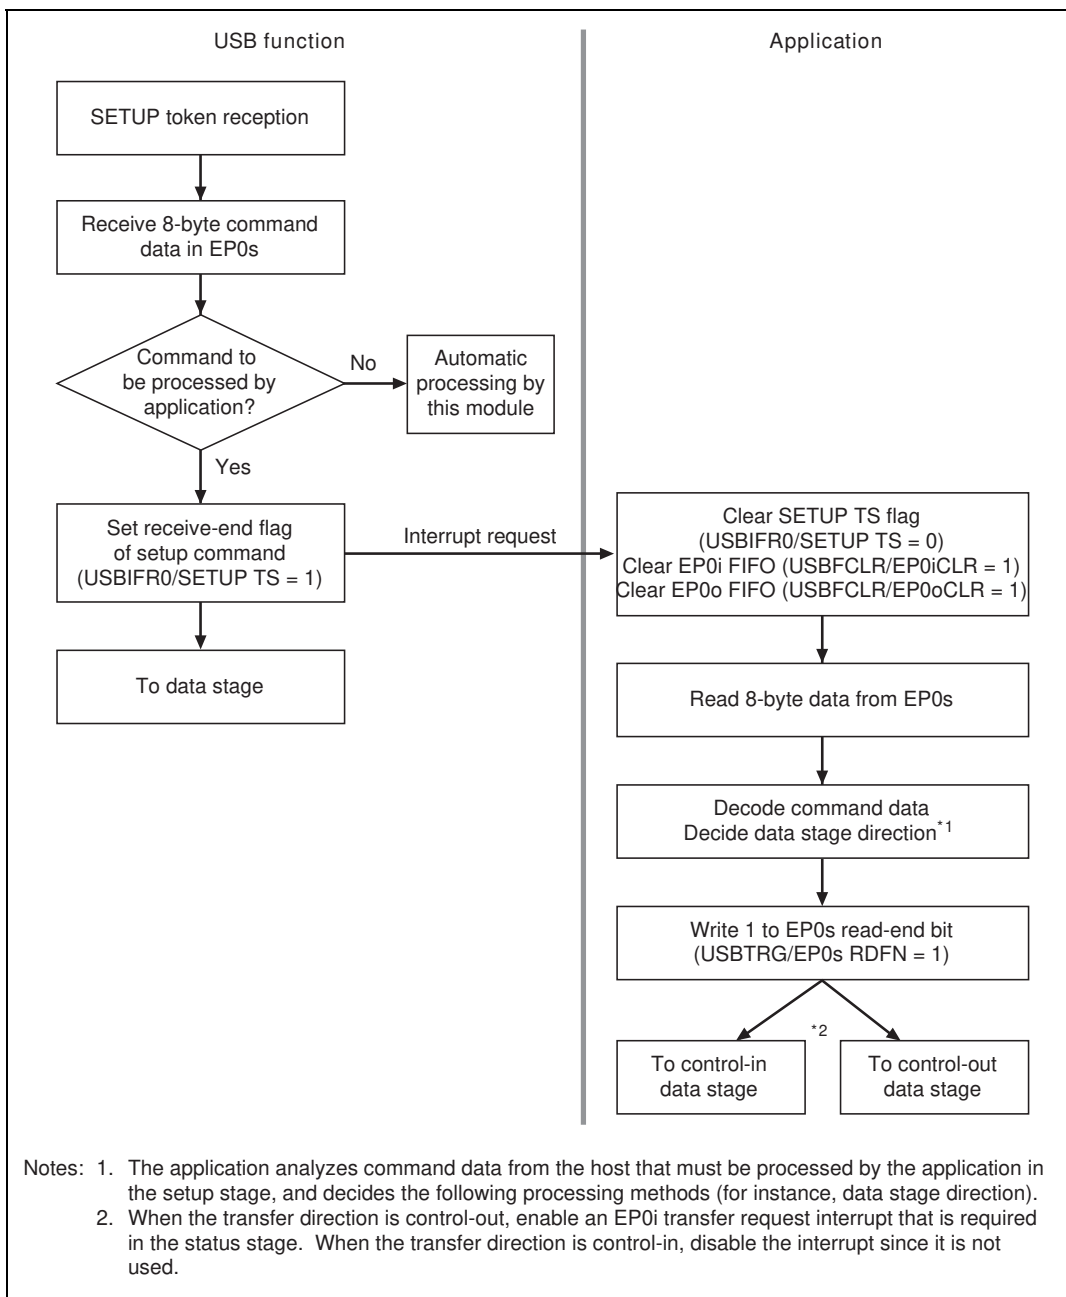 USB function
Application
SETUP token reception
Receive 8-byte command
data in EP0s
Command to
be processed by
application?
No
Automatic
processing by
this module
Yes
Set receive-end flag
of setup command
(USBIFR0/SETUP TS = 1)
Interrupt request
To data stage
Clear SETUP TS flag
(USBIFR0/SETUP TS = 0)
Clear EP0i FIFO (USBFCLR/EP0iCLR = 1)
Clear EP0o FIFO (USBFCLR/EP0oCLR = 1)
Read 8-byte data from EP0s
Decode command data
Decide data stage direction*1
Write 1 to EP0s read-end bit
(USBTRG/EP0s RDFN = 1)
*2
To control-in
data stage
To control-out
data stage
Notes: 1. The application analyzes command data from the host that must be processed by the application in
the setup stage, and decides the following processing methods (for instance, data stage direction).
2. When the transfer direction is control-out, enable an EP0i transfer request interrupt that is required
in the status stage. When the transfer direction is control-in, disable the interrupt since it is not
used.